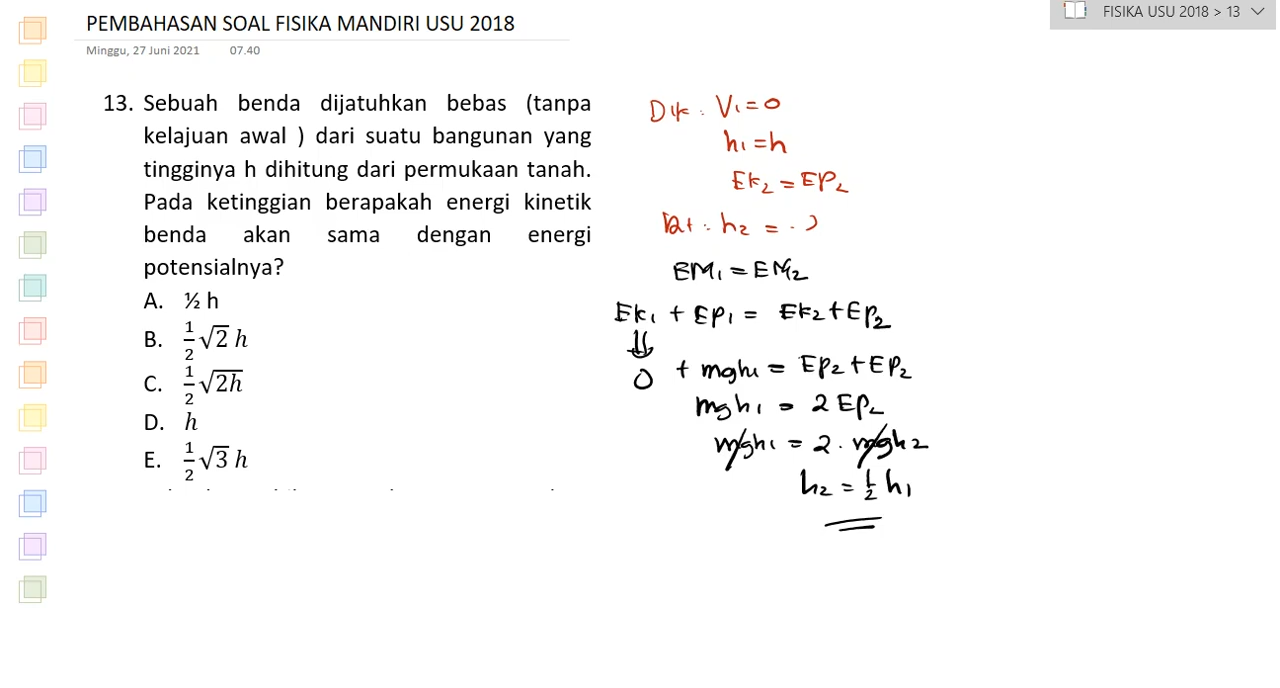 FISIKA USU 2018 > 13
PEMBAHASAN SOAL FISIKA MANDIRI USU 2018
Minggu, 27 Juni 2021 07.40
13. Sebuah benda dijatuhkan bebas (tanpa
kelajuan awal ) dari suatu bangunan yang
tingginya h dihitung dari permukaan tanah.
Pada ketinggian berapakah energi kinetik
benda akan sama dengan energi
potensialnya?
A. ½ h
B. 1/2 √2 h
C. 1/2 √2h
D. h
E. 1/2 √3 h
Dik : V1 = 0
h1 = h
Ek2 = EP2
Dit : h2 = ..?
EM1 = EM2
Ek1 + EP1 = Ek2 + EP2
⇓
0 + mgh1 = EP2 + EP2
mgh1 = 2 EP2
mgh1 = 2 . mgh2
h2 = 1/2 h1